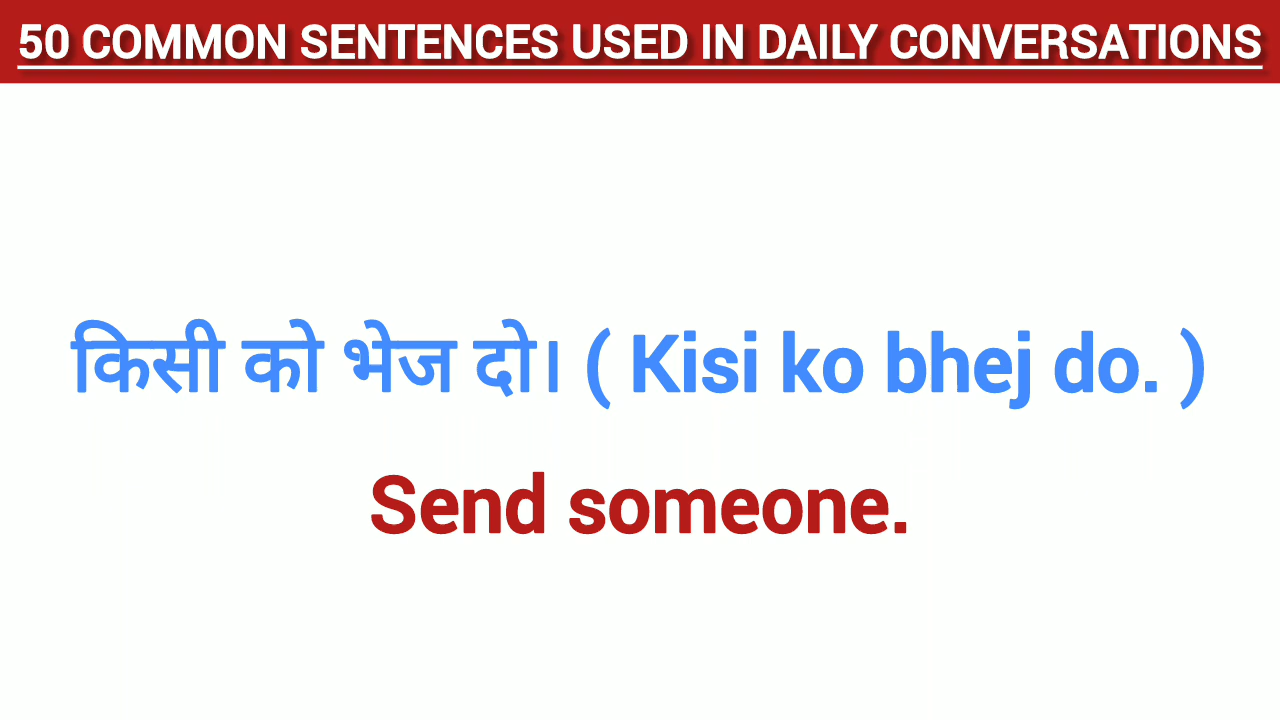 50 COMMON SENTENCES USED IN DAILY CONVERSATIONS
किसी को भेज दो। ( Kisi ko bhej do. )
Send someone.